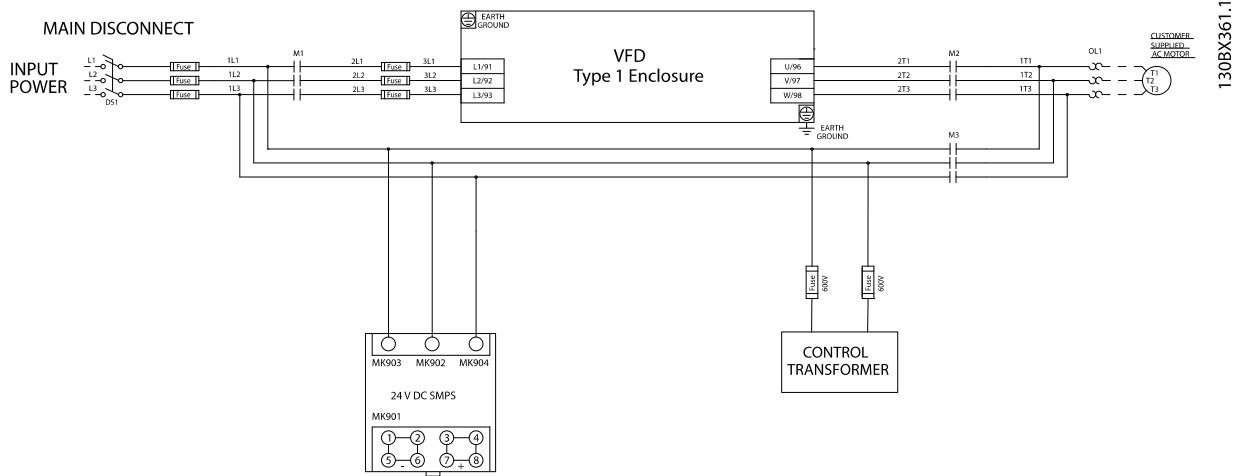 MAIN DISCONNECT
INPUT
POWER
L1
L2
L3
DS1
Fuse
Fuse
Fuse
1L1
1L2
1L3
M1
2L1
2L2
2L3
Fuse
Fuse
Fuse
3L1
3L2
3L3
EARTH
GROUND
L1/91
L2/92
L3/93
VFD
Type 1 Enclosure
U/96
V/97
W/98
EARTH
GROUND
2T1
2T2
2T3
M2
1T1
1T2
1T3
OL1
CUSTOMER
SUPPLIED
AC MOTOR
T1
T2
T3
130BX361.1
M3
Fuse
600V
Fuse
600V
CONTROL
TRANSFORMER
MK903 MK902 MK904
24 V DC SMPS
MK901
1 2 3 4
5 - 6 7 + 8